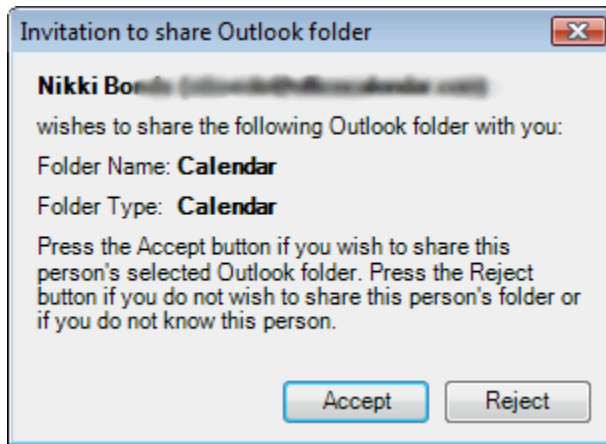 Invitation to share Outlook folder
Nikki
wishes to share the following Outlook folder with you:
Folder Name: Calendar
Folder Type: Calendar
Press the Accept button if you wish to share this
person's selected Outlook folder. Press the Reject
button if you do not wish to share this person's folder or
if you do not know this person.
Accept Reject